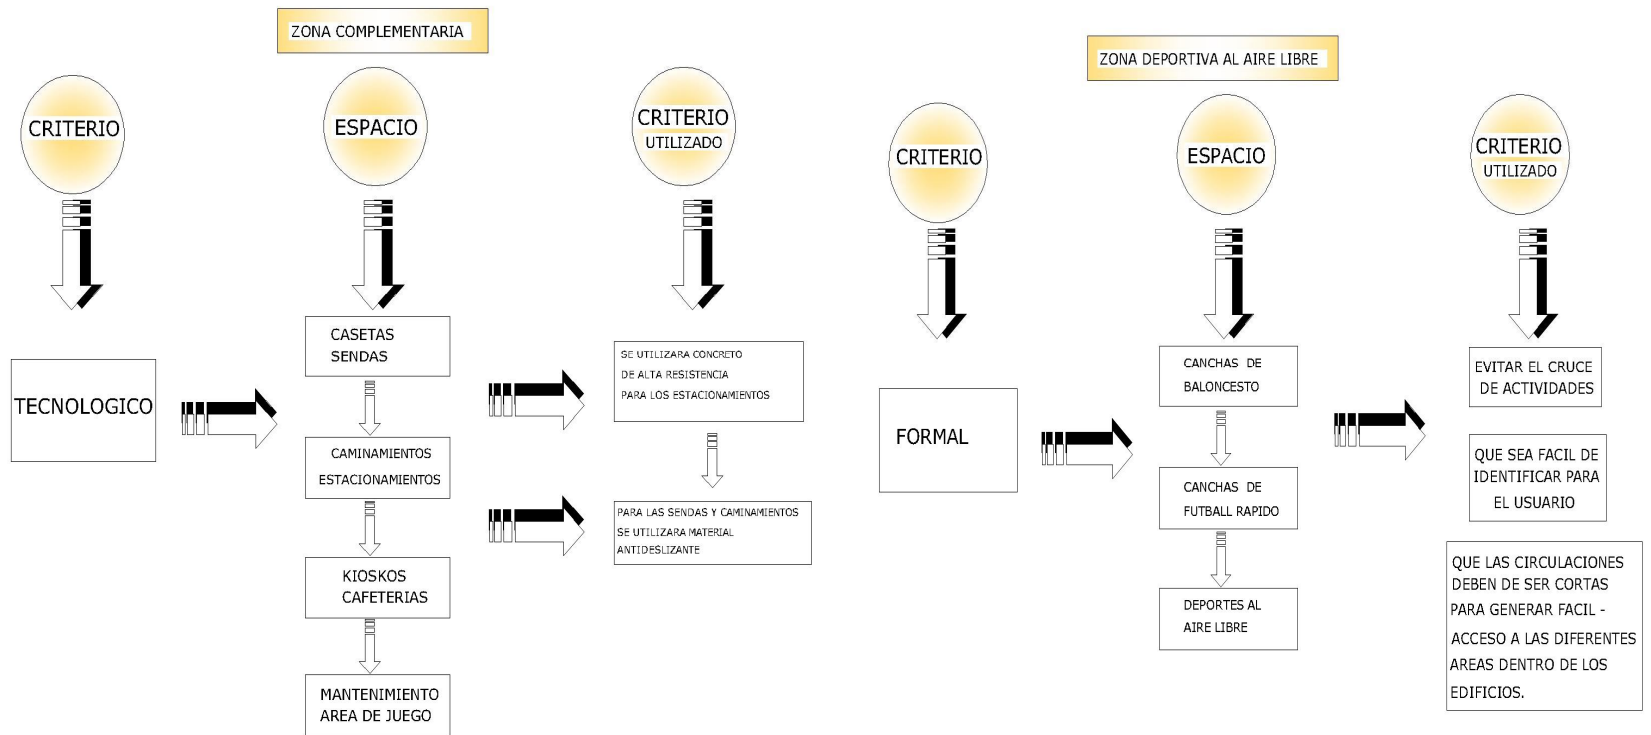 ZONA COMPLEMENTARIA
CRITERIO
ESPACIO
CRITERIO
UTILIZADO
TECNOLOGICO
CASETAS
SENDAS
CAMINAMIENTOS
ESTACIONAMIENTOS
KIOSKOS
CAFETERIAS
MANTENIMIENTO
AREA DE JUEGO
SE UTILIZARA CONCRETO
DE ALTA RESISTENCIA
PARA LOS ESTACIONAMIENTOS
PARA LAS SENDAS Y CAMINAMIENTOS
SE UTILIZARA MATERIAL
ANTIDESLIZANTE
ZONA DEPORTIVA AL AIRE LIBRE
CRITERIO
ESPACIO
CRITERIO
UTILIZADO
FORMAL
CANCHAS DE
BALONCESTO
CANCHAS DE
FUTBALL RAPIDO
DEPORTES AL
AIRE LIBRE
EVITAR EL CRUCE
DE ACTIVIDADES
QUE SEA FACIL DE
IDENTIFICAR PARA
EL USUARIO
QUE LAS CIRCULACIONES
DEBEN DE SER CORTAS
PARA GENERAR FACIL -
ACCESO A LAS DIFERENTES
AREAS DENTRO DE LOS
EDIFICIOS.